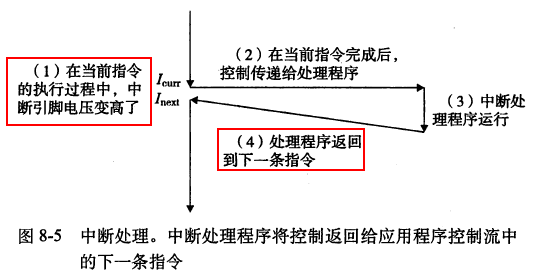 （1）在当前指令
的执行过程中，中
断引脚电压变高了
Icurr
Inext
（2）在当前指令完成后，
控制传递给处理程序
（3）中断处
理程序运行
（4）处理程序返回
到下一条指令
图 8-5 中断处理。中断处理程序将控制返回给应用程序控制流中
的下一条指令